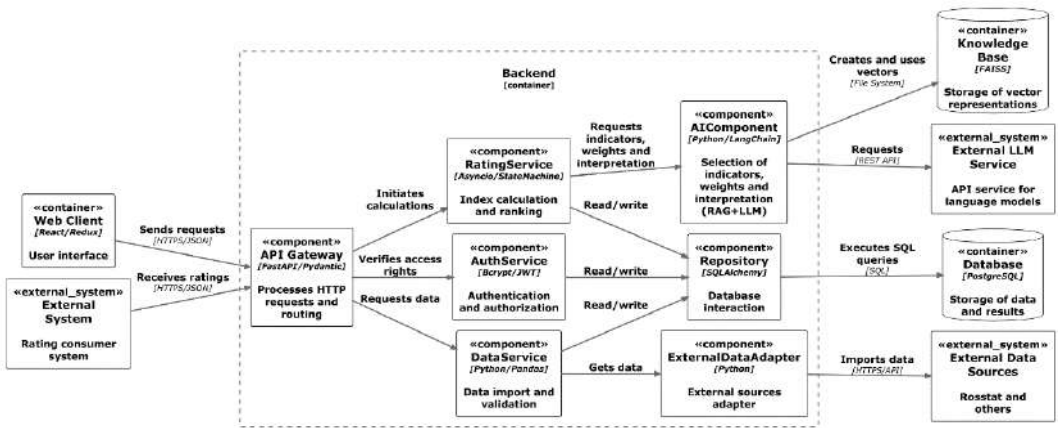 Backend
[container]
«container»
Web Client
[React/Redux]
User interface
«external_system»
External
System
Rating consumer
system
Sends requests
[HTTPS/JSON]
Receives ratings
[HTTPS/JSON]
«component»
API Gateway
[FastAPI/Pydantic]
Processes HTTP
requests and
routing
Initiates
calculations
Verifies access
rights
Requests data
«component»
RatingService
[Asyncio/StateMachine]
Index calculation
and ranking
«component»
AuthService
[Bcrypt/JWT]
Authentication
and authorization
«component»
DataService
[Python/Pandas]
Data import and
validation
Requests
indicators,
weights and
interpretation
Read/write
Read/write
Read/write
Gets data
«component»
AIComponent
[Python/LangChain]
Selection of
indicators,
weights and
interpretation
(RAG+LLM)
«component»
Repository
[SQLAlchemy]
Database
interaction
«component»
ExternalDataAdapter
[Python]
External sources
adapter
Creates and uses
vectors
[File System]
Requests
[REST API]
Executes SQL
queries
[SQL]
Imports data
[HTTPS/API]
«container»
Knowledge
Base
[FAISS]
Storage of vector
representations
«external_system»
External LLM
Service
API service for
language models
«container»
Database
[PostgreSQL]
Storage of data
and results
«external_system»
External Data
Sources
Rosstat and
others